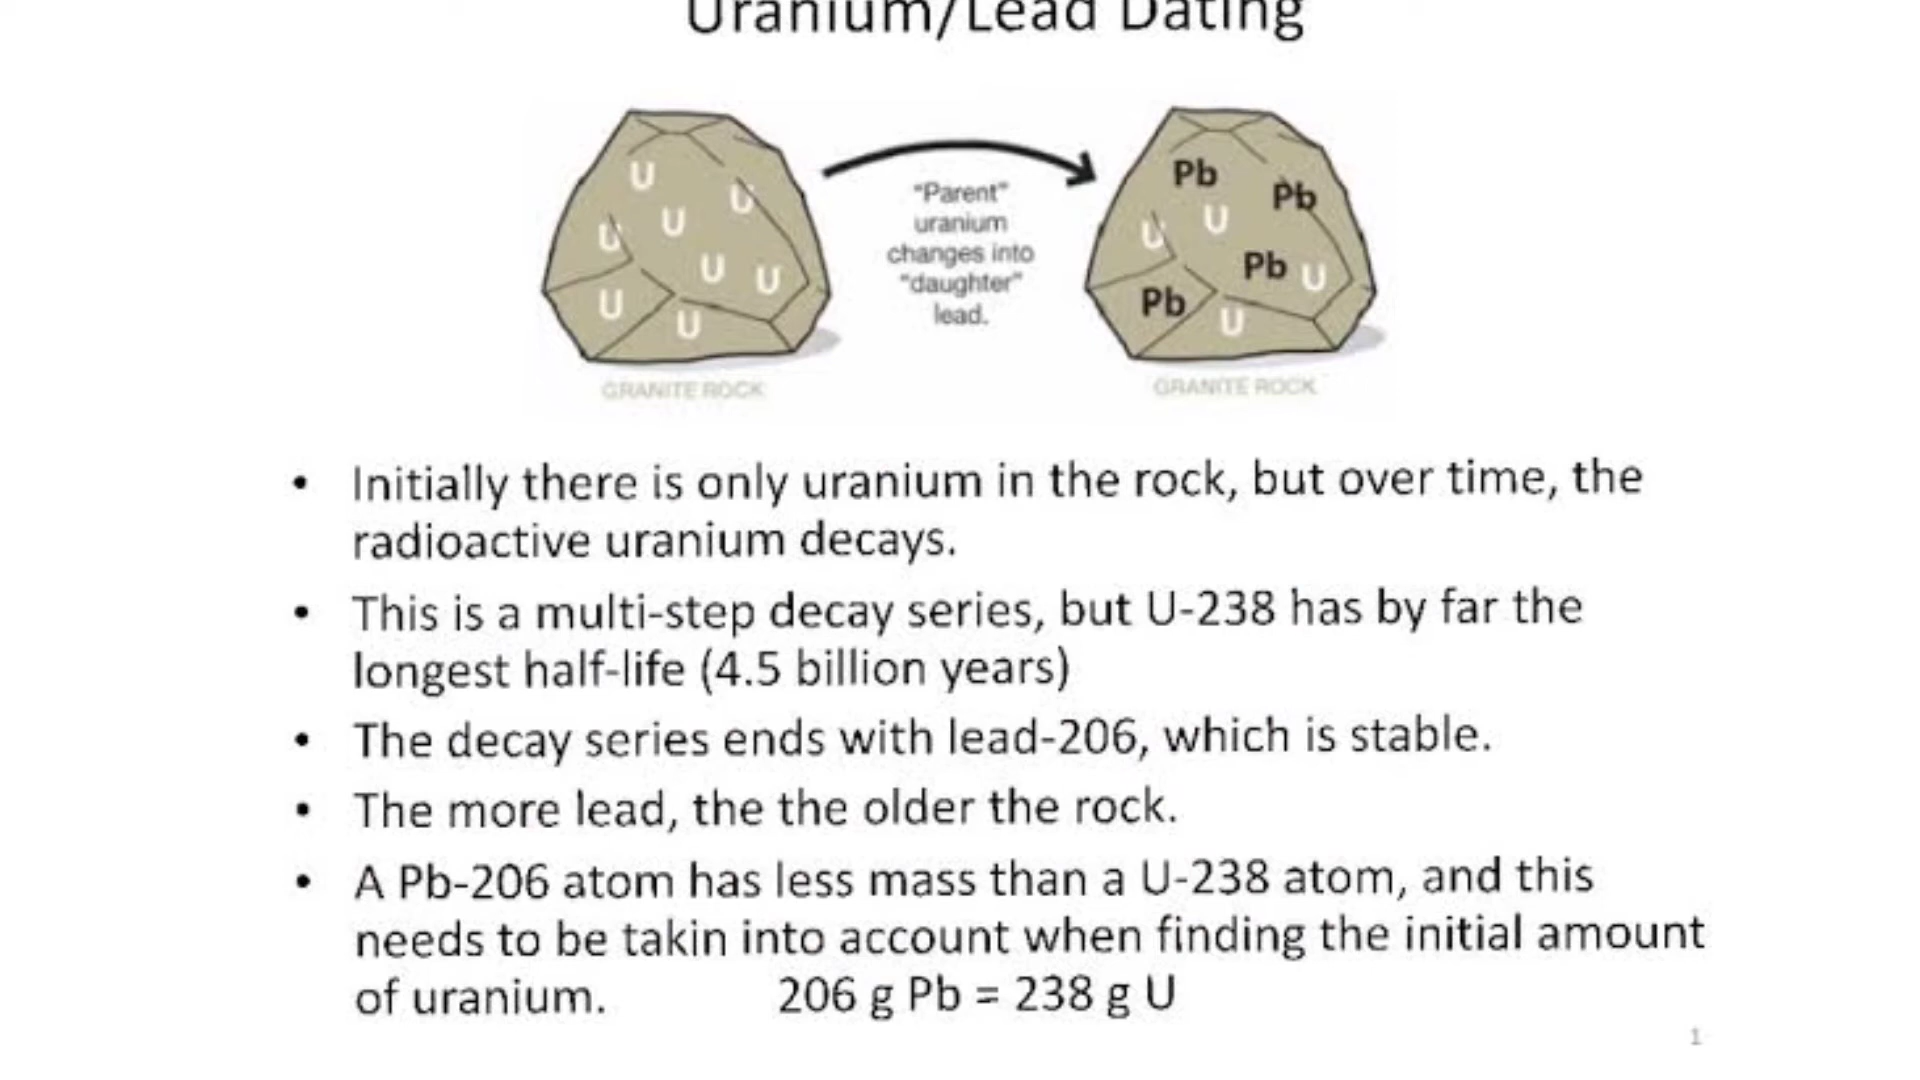 Uranium/Lead Dating
U
U
U
U
U
U
U
U
"Parent"
uranium
changes into
"daughter"
lead.
Pb
Pb
U
U
Pb
U
Pb
U
GRANITE ROCK
GRANITE ROCK
• Initially there is only uranium in the rock, but over time, the
radioactive uranium decays.
• This is a multi-step decay series, but U-238 has by far the
longest half-life (4.5 billion years)
• The decay series ends with lead-206, which is stable.
• The more lead, the the older the rock.
• A Pb-206 atom has less mass than a U-238 atom, and this
needs to be takin into account when finding the initial amount
of uranium. 206 g Pb = 238 g U
1